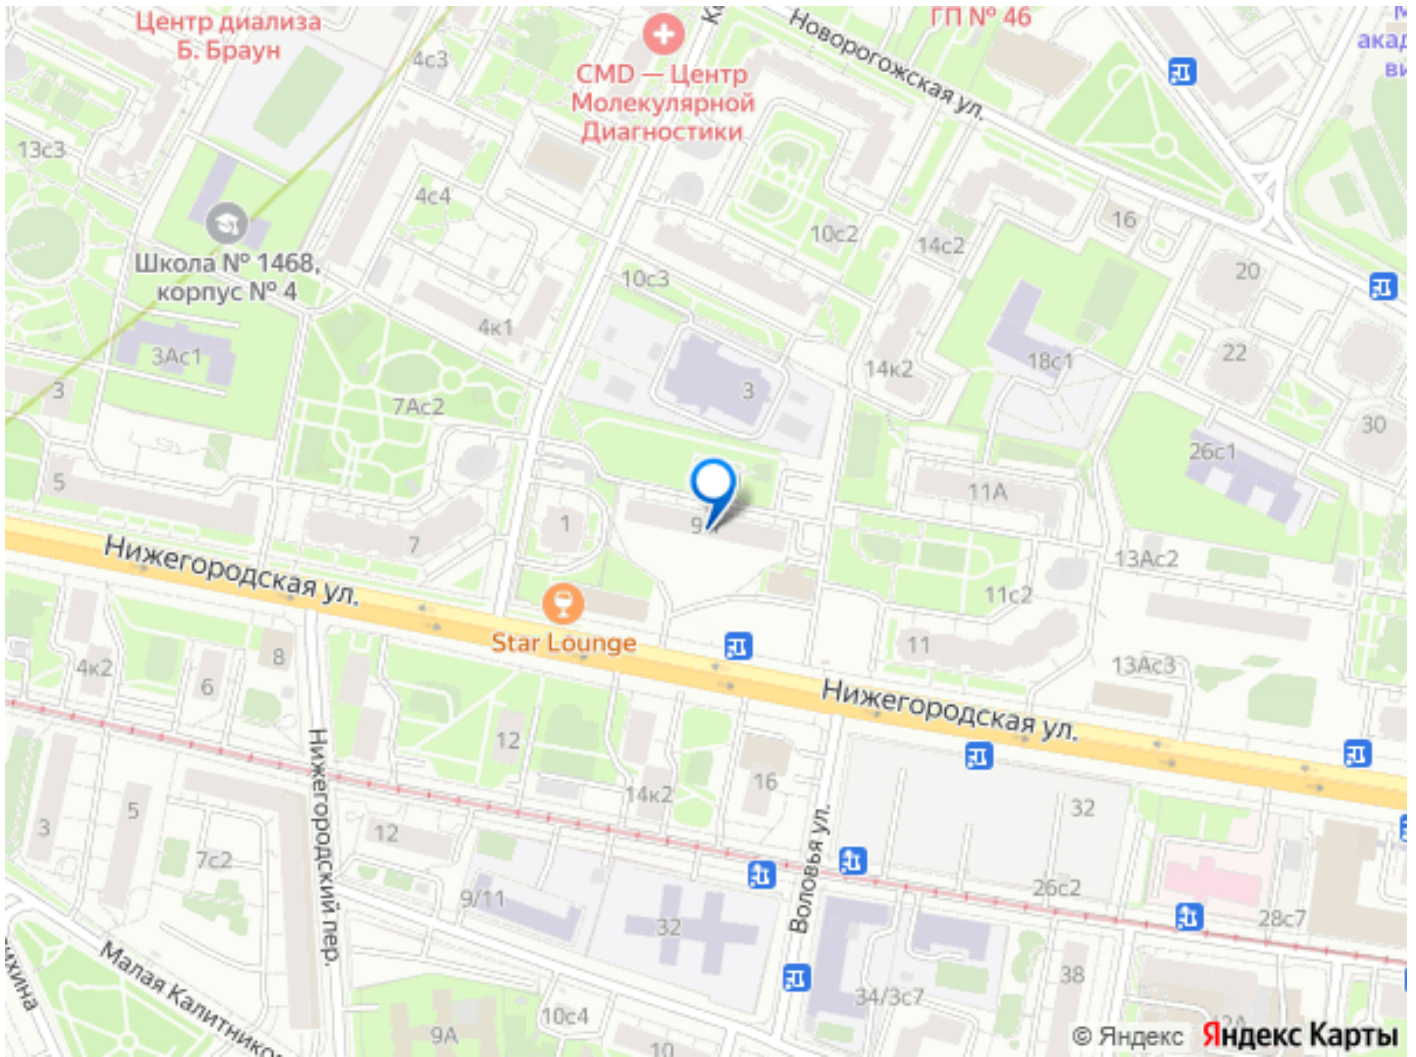 Центр диализа
Б. Браун
4с3
CMD — Центр
Молекулярной
Диагностики
Новорогожская ул.
ГП № 46
13с3
4с4
Школа № 1468,
корпус № 4
10с2
14с2
16
10с3
20
4к1
3Ас1
3
18с1
22
3
14к2
7Ас2
30
26с1
5
11А
1
7
Нижегородская ул.
13Ас2
11с2
Star Lounge
11
13Ас3
8
4к2
6
Нижегородская ул.
12
Нижегородский пер.
14к2
16
32
Воловья ул.
5
3
12
7с2
9/11
26с2
32
28с7
Малая Калитников
38
34/3с7
10с4
9А
10
© Яндекс Яндекс Карты